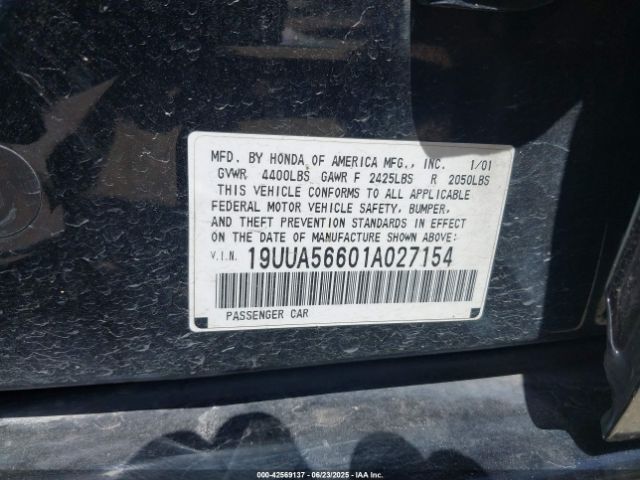 MFD. BY HONDA OF AMERICA MFG., INC. 1/01
GVWR 4400LBS GAWR F 2425LBS R 2050LBS
THIS VEHICLE CONFORMS TO ALL APPLICABLE
FEDERAL MOTOR VEHICLE SAFETY, BUMPER,
AND THEFT PREVENTION STANDARDS IN EFFECT
ON THE DATE OF MANUFACTURE SHOWN ABOVE:
V.I.N. 19UUA56601A027154
PASSENGER CAR
000-42569137 - 06/23/2025 - IAAI.com